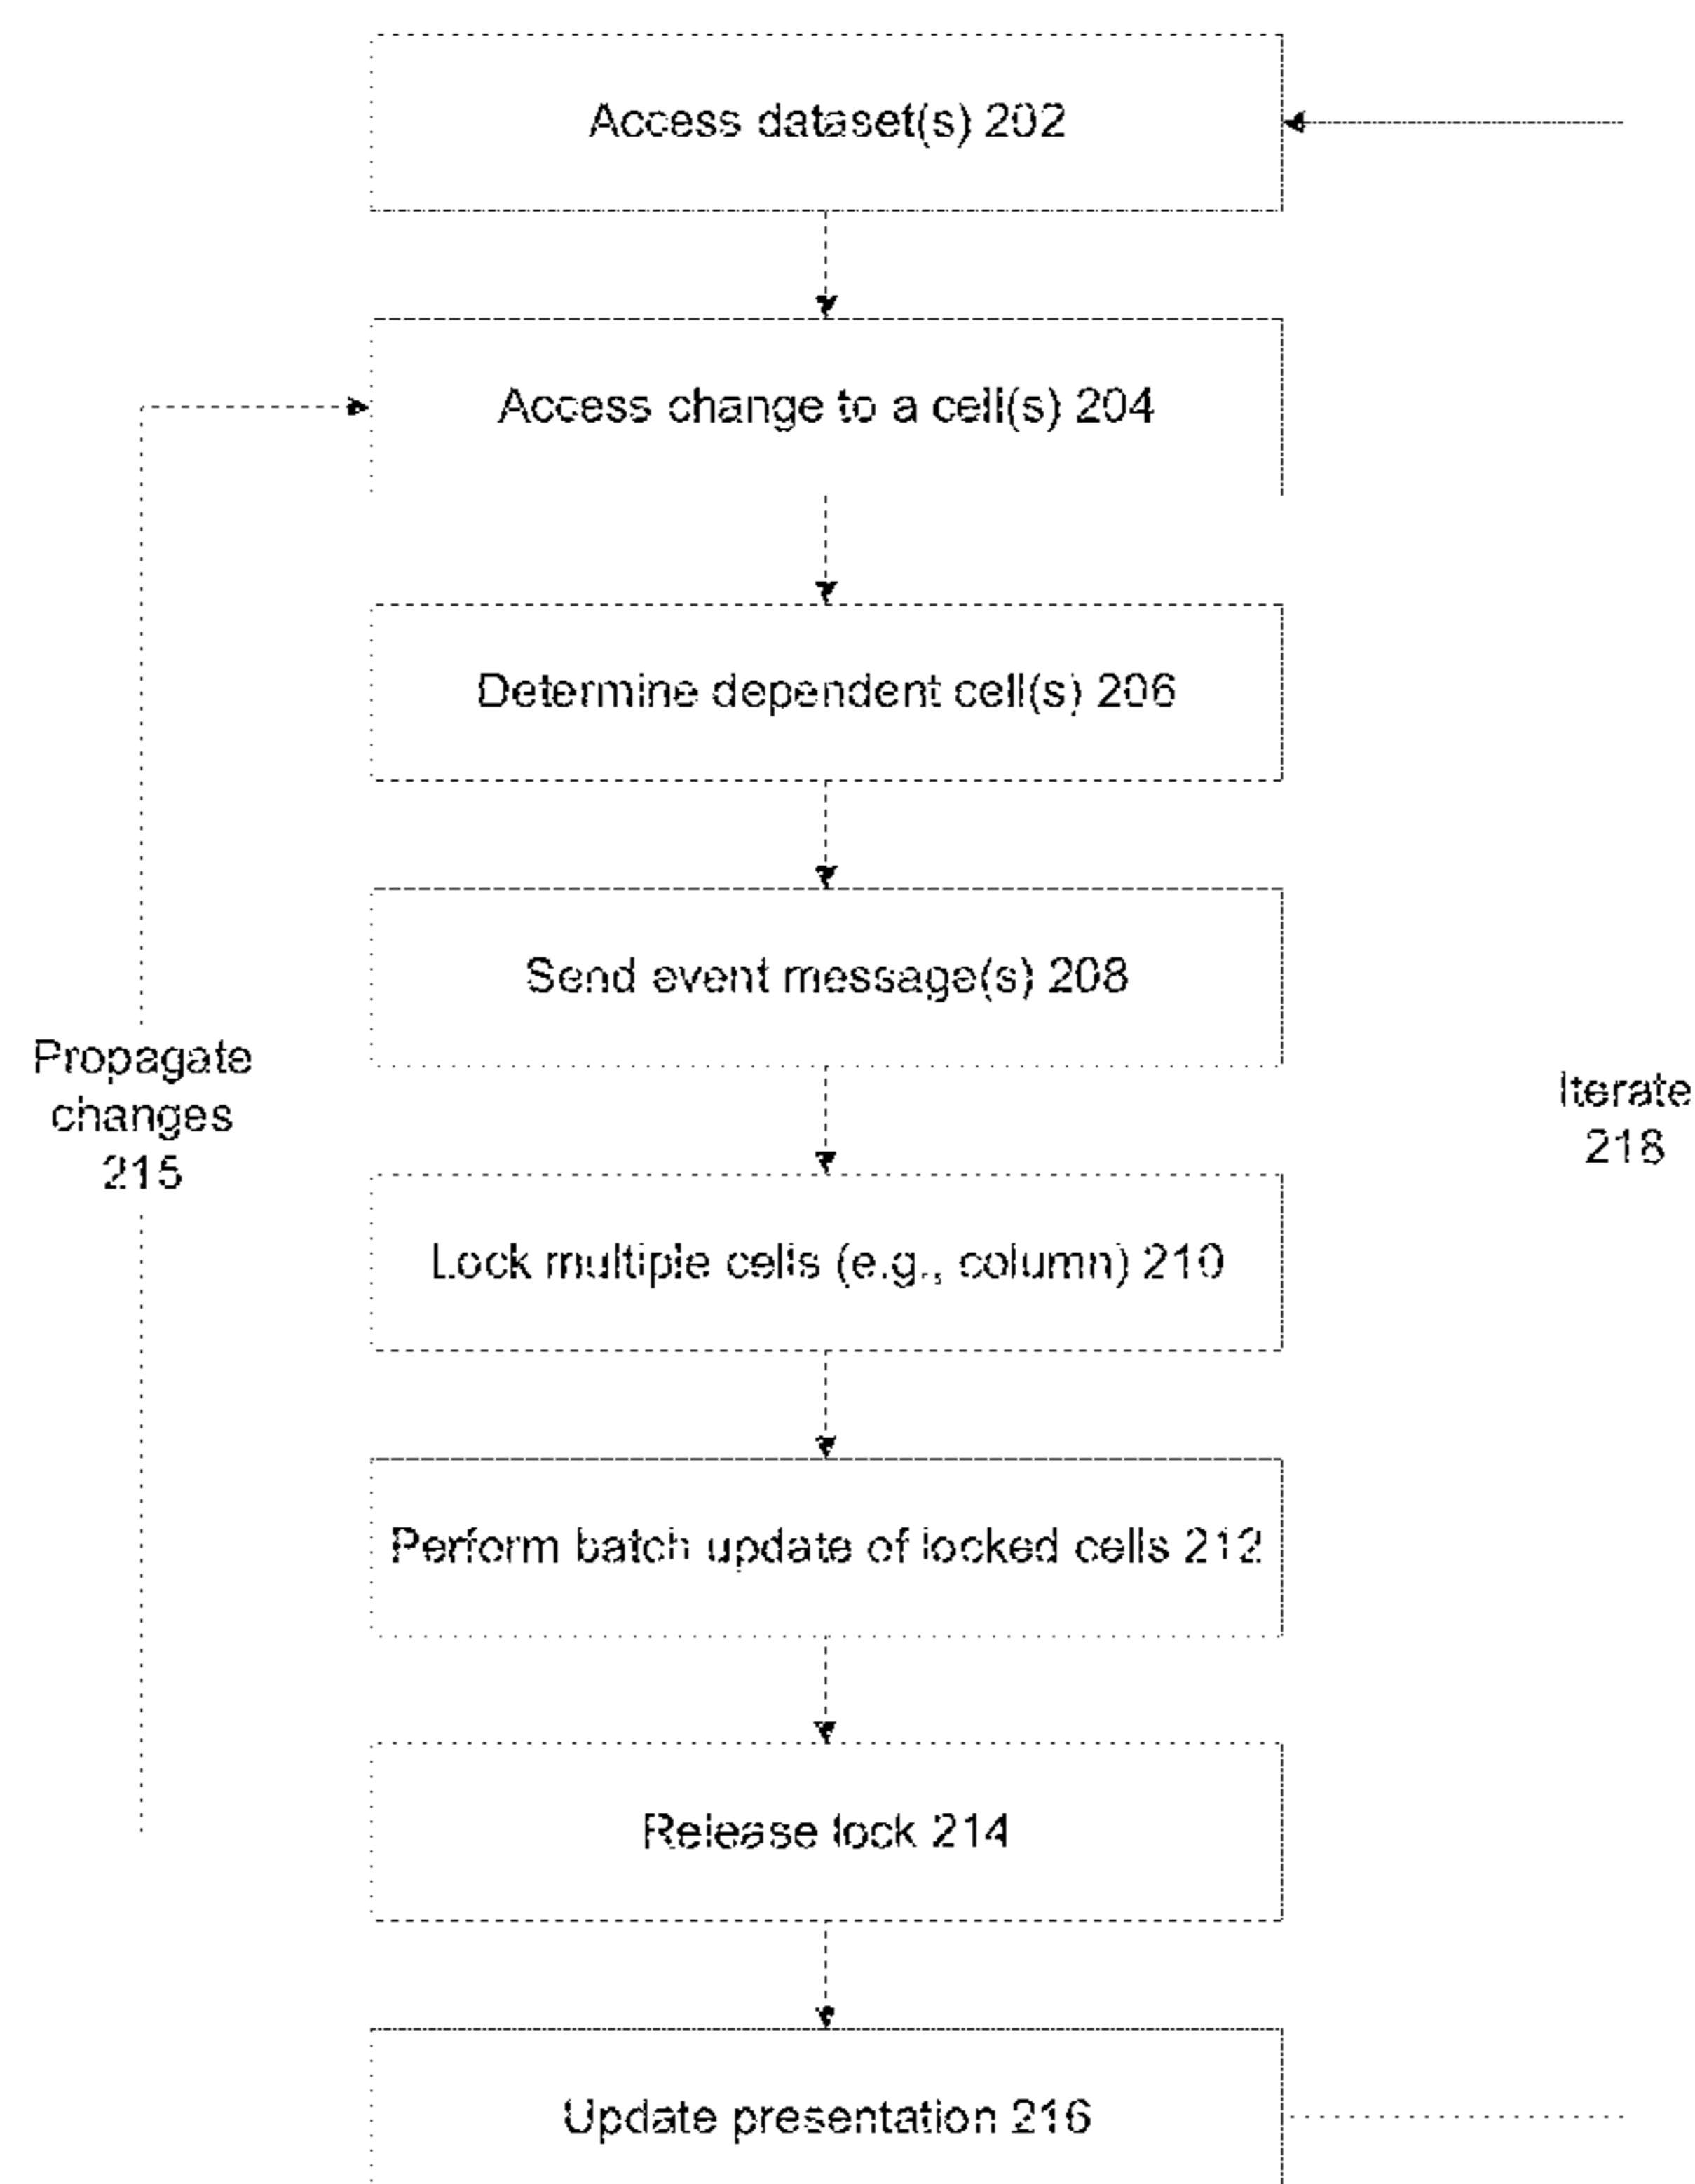 Access dataset(s) 202
Access change to a cell(s) 204
Determine dependent cell(s) 206
Send event message(s) 208
Propagate
changes
215
Iterate
218
Lock multiple cells (e.g., column) 210
Perform batch update of locked cells 212
Release lock 214
Update presentation 216